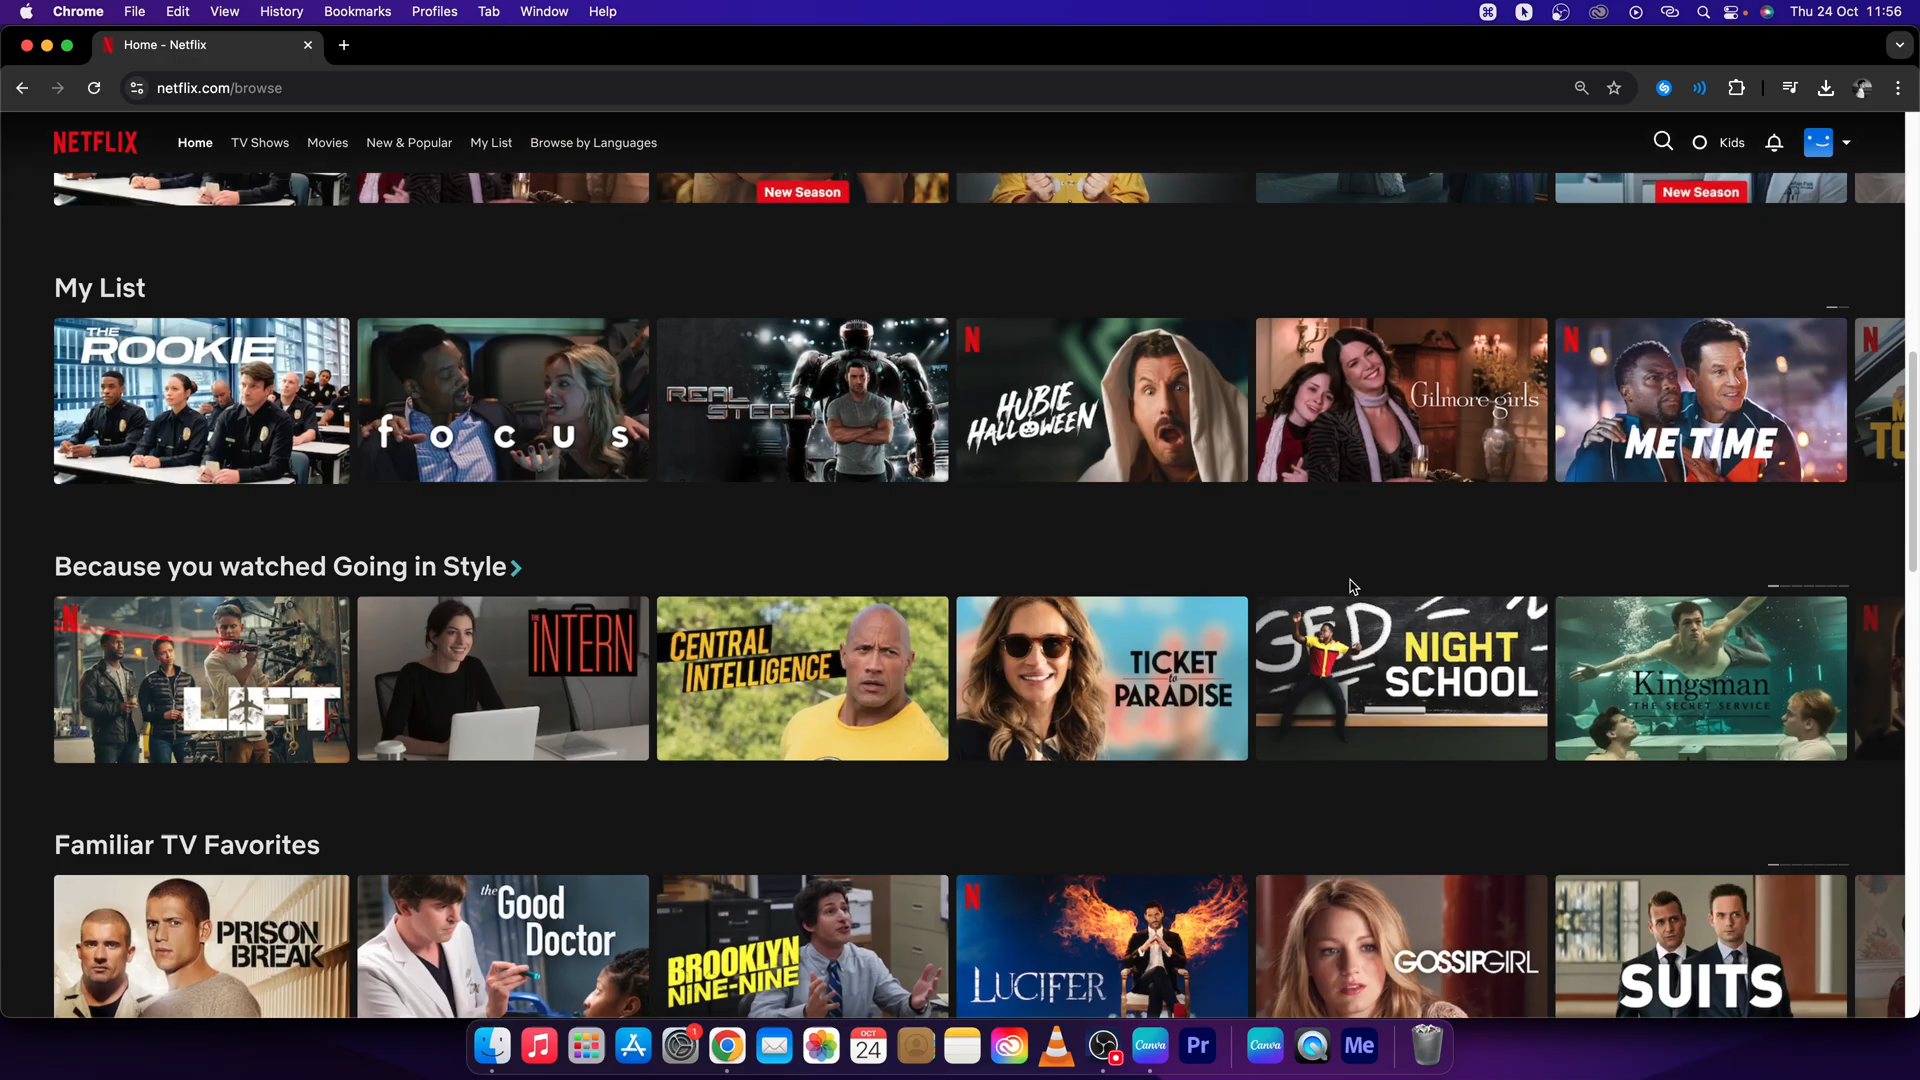 Chrome File Edit View History Bookmarks Profiles Tab Window Help Thu 24 Oct 11:56
Home - Netflix
netflix.com/browse
NETFLIX Home TV Shows Movies New & Popular My List Browse by Languages Kids
New Season New Season
My List
THE ROOKIE
focus
REAL STEEL
N HUBIE HALLOWEEN
Gilmore girls
N ME TIME
N
Because you watched Going in Style
N LIFT
THE INTERN
CENTRAL INTELLIGENCE
TICKET to PARADISE
GED NIGHT SCHOOL
Kingsman THE SECRET SERVICE
N
Familiar TV Favorites
PRISON BREAK
the Good Doctor
BROOKLYN NINE-NINE
N LUCIFER
GOSSIP GIRL
SUITS
1
OCT 24
Canva Pr Canva Me